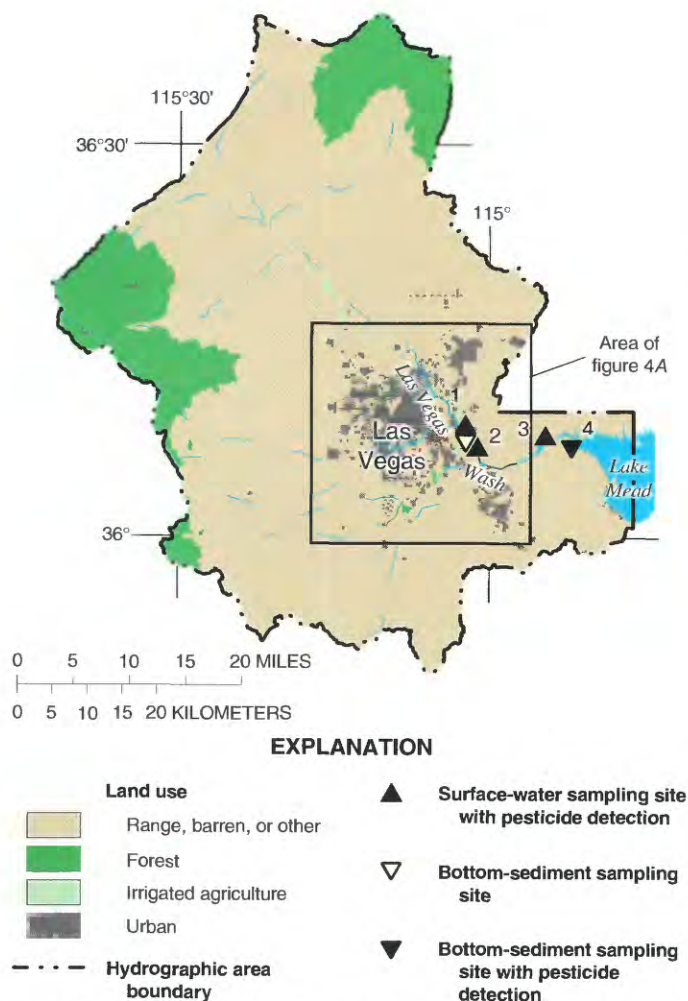 115°30'
36°30'
115°
Area of
figure 4A
Las Vegas
1
Las
Vegas
2
3
4
Wash
Lake
Mead
36°
0 5 10 15 20 MILES
0 5 10 15 20 KILOMETERS
EXPLANATION
Land use
Range, barren, or other
Forest
Irrigated agriculture
Urban
Hydrographic area
boundary
Surface-water sampling site
with pesticide detection
Bottom-sediment sampling
site
Bottom-sediment sampling
site with pesticide
detection